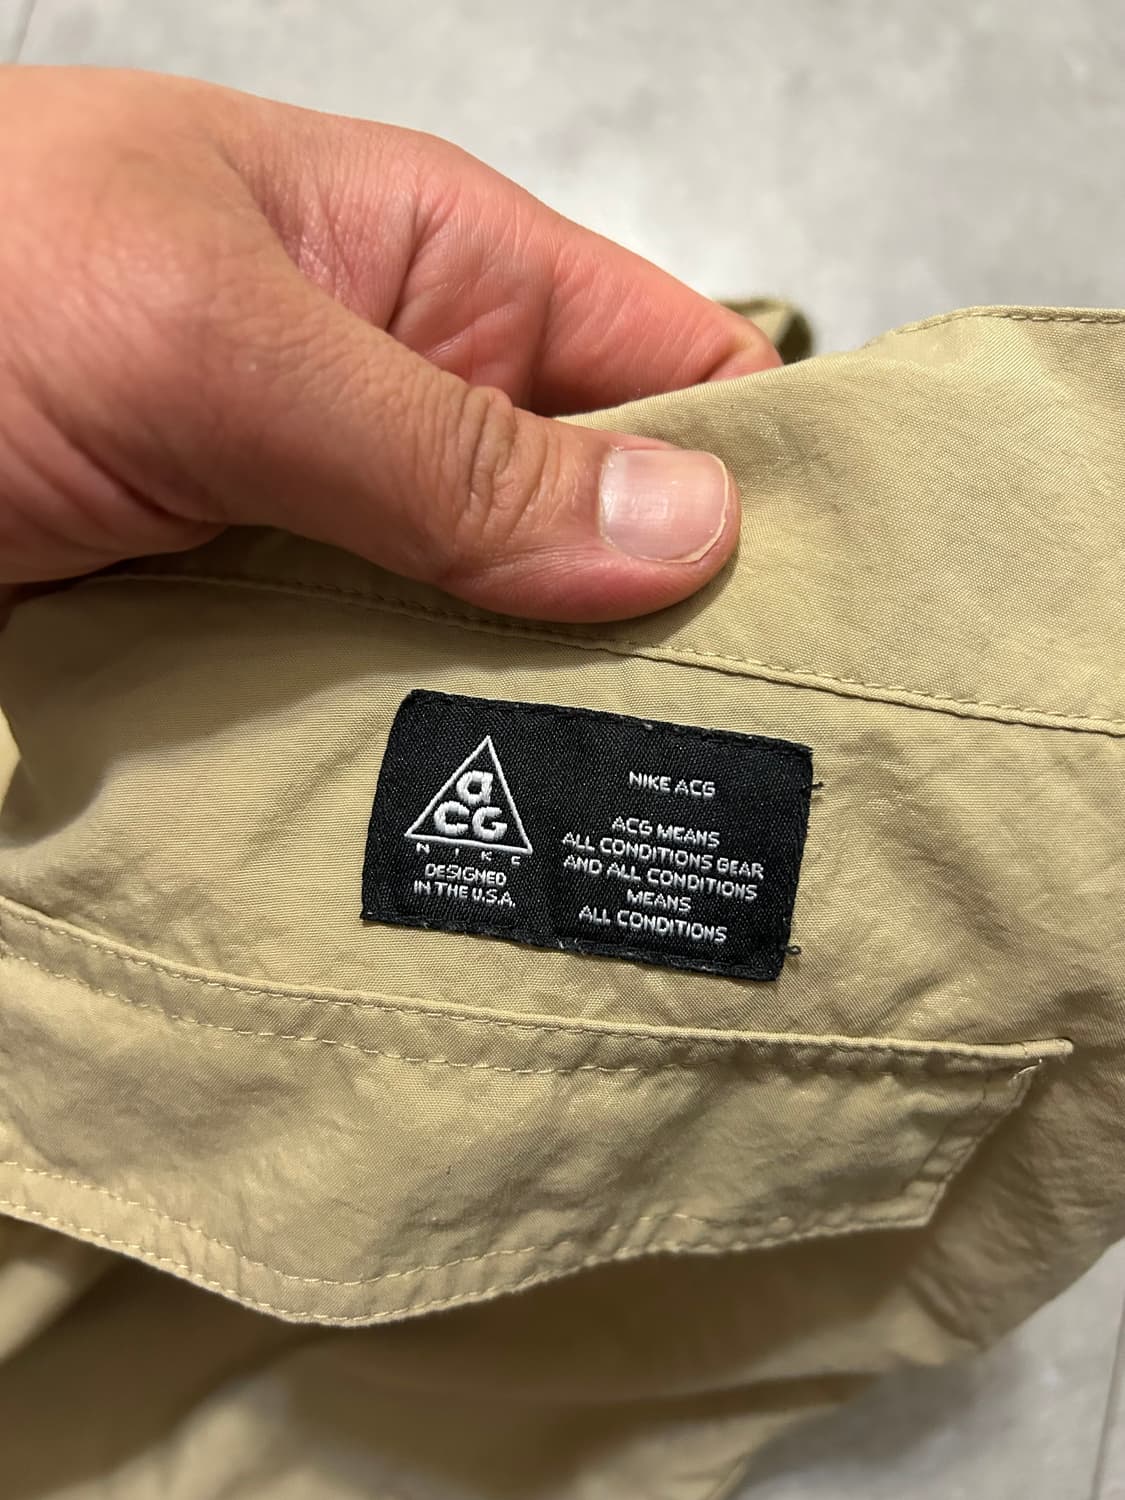 aCG
NIKE
DESIGNED
IN THE U.S.A.
NIKE ACG
ACG MEANS
ALL CONDITIONS GEAR
AND ALL CONDITIONS
MEANS
ALL CONDITIONS